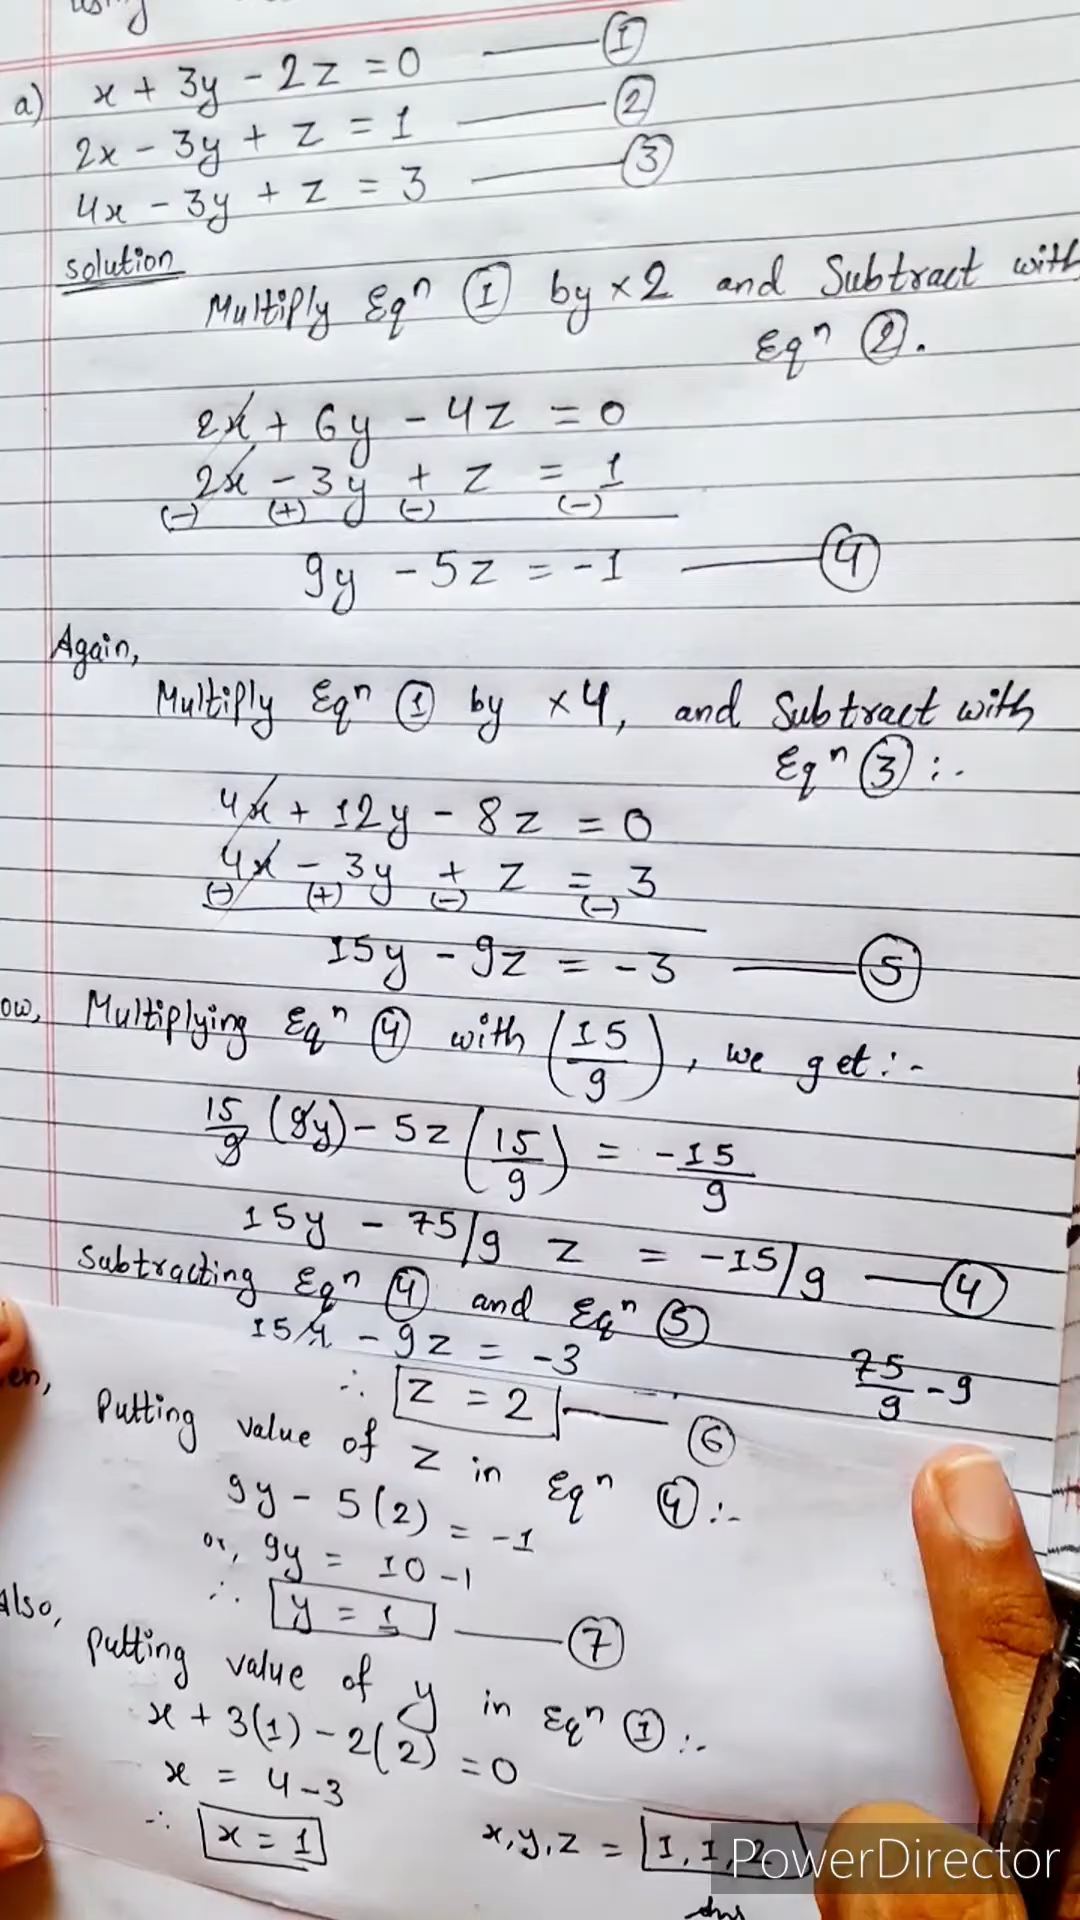 using
a) x + 3y - 2z = 0 —— ①
2x - 3y + z = 1 —— ②
4x - 3y + z = 3 —— ③
solution
Multiply Eqⁿ ① by ×2 and Subtract with
Eqⁿ ②.
2x + 6y - 4z = 0
2x - 3y + z = 1
(-) (+) (-) (-)
9y - 5z = -1 —— ④
Again,
Multiply Eqⁿ ① by ×4, and Subtract with
Eqⁿ ③ :-
4x + 12y - 8z = 0
4x - 3y + z = 3
(-) (+) (-) (-)
15y - 9z = -3 —— ⑤
ow, Multiplying Eqⁿ ④ with (15/9), we get :-
15/9 (9y) - 5z (15/9) = -15/9
15y - 75/9 z = -15/9 —— ④
Subtracting Eqⁿ ④ and Eqⁿ ⑤
15y - 9z = -3
75/9 - 9
∴ z = 2 —— ⑥
en, Putting value of z in Eqⁿ ④ :-
9y - 5(2) = -1
or, 9y = 10 - 1
∴ y = 1 —— ⑦
Also, putting value of y in Eqⁿ ① :-
x + 3(1) - 2(2) = 0
x = 4 - 3
∴ x = 1
x, y, z = 1, 1, 2
PowerDirector
Ans